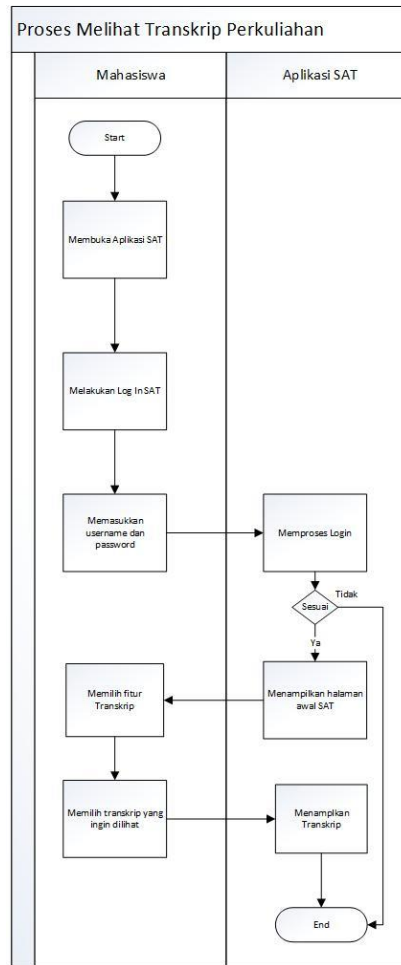 Proses Melihat Transkrip Perkuliahan
Mahasiswa
Aplikasi SAT
Start
Membuka Aplikasi SAT
Melakukan Log In SAT
Memasukkan
username dan
password
Memproses Login
Tidak
Sesuai
Ya
Menampilkan halaman
awal SAT
Memilih fitur
Transkrip
Memilih transkrip yang
ingin dilihat
Menamplkan
Transkrip
End